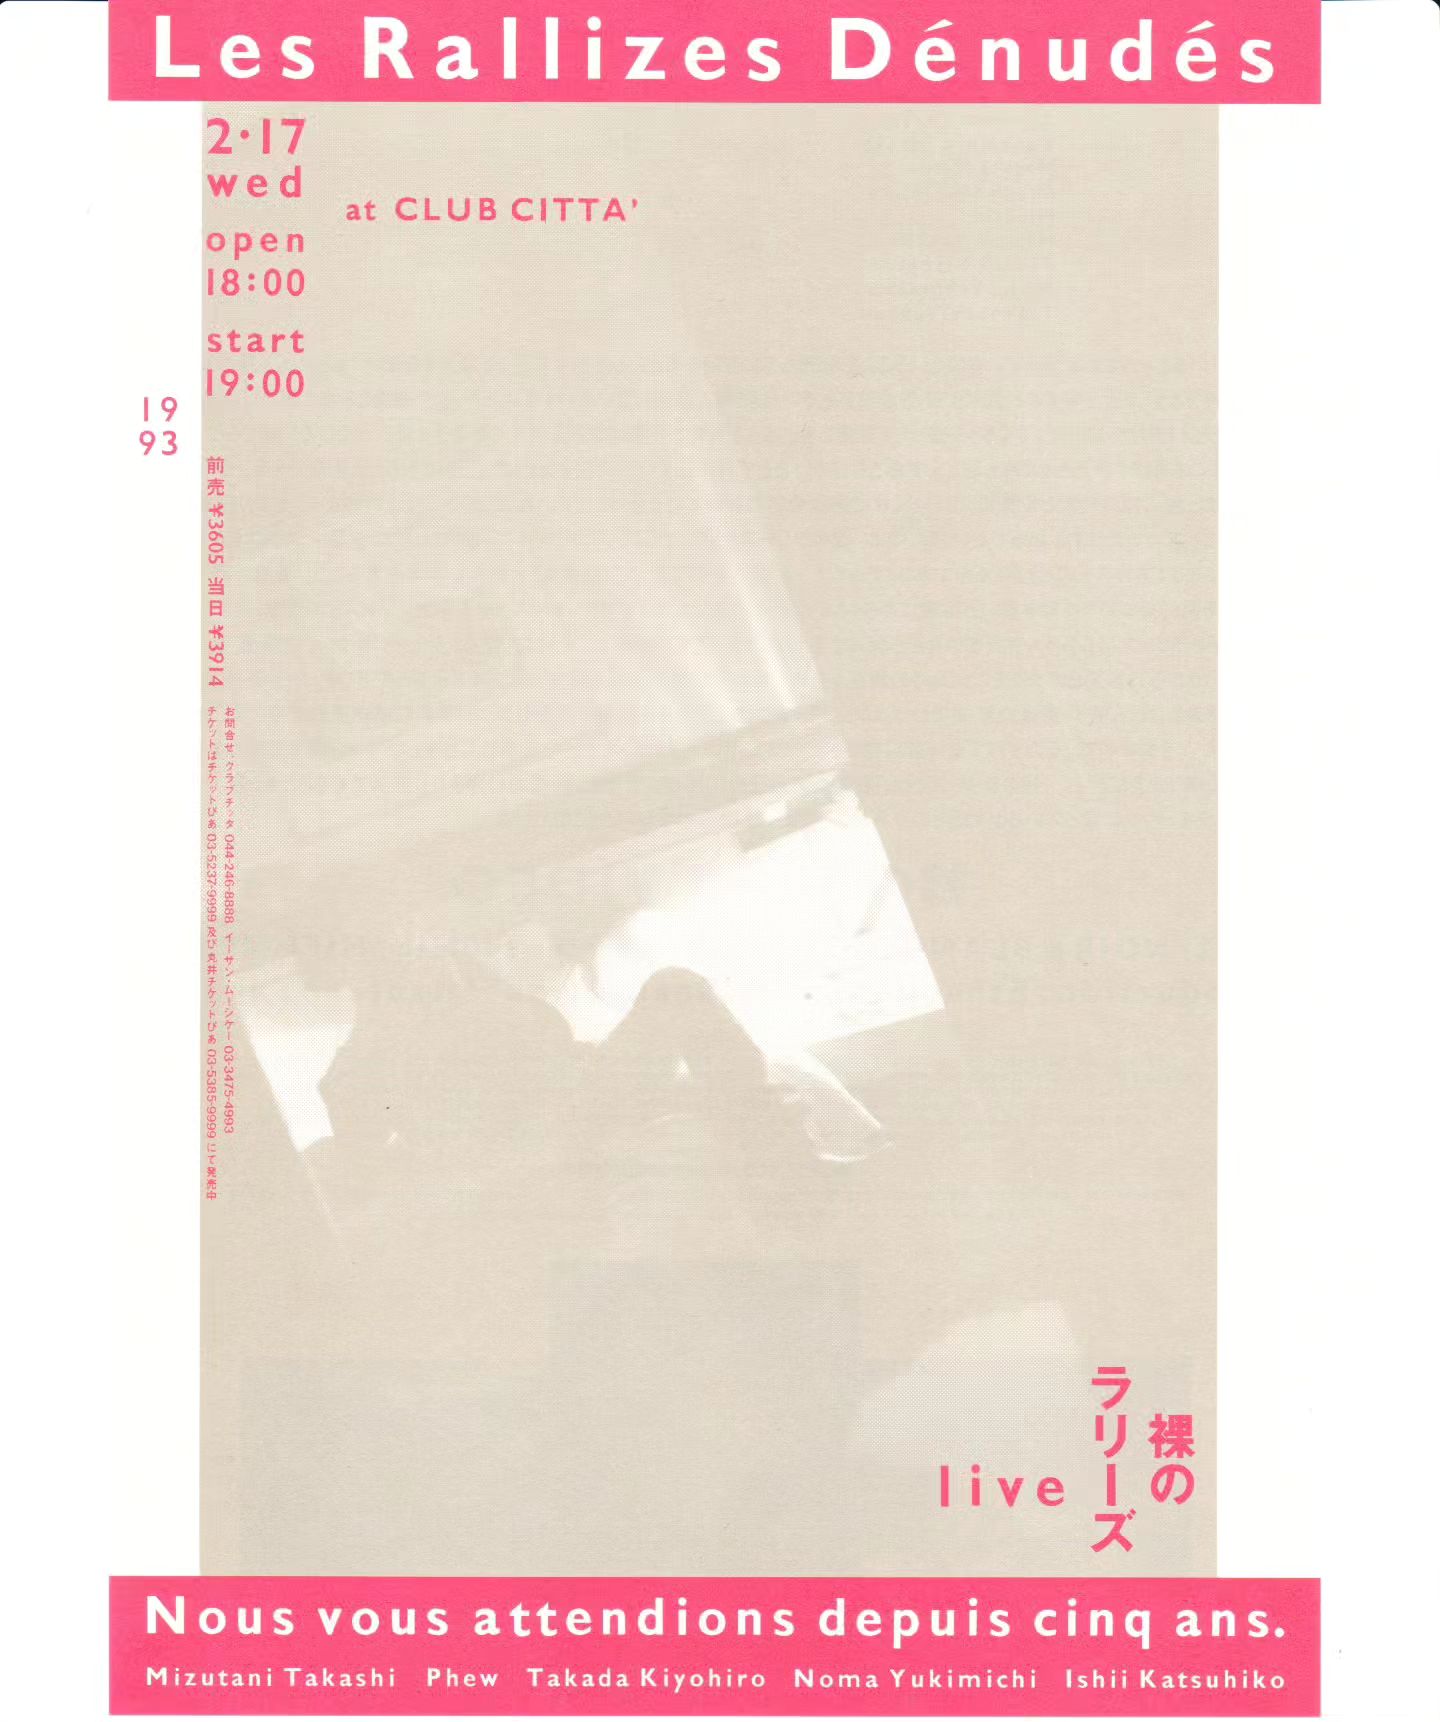 Les Rallizes Dénudés
2·17
wed
at CLUB CITTA'
open
18:00
start
19:00
19
93
前売 ¥3605 当日 ¥3914
お問合せ・クラブチッタ 044-246-8888 イーサン・ムーンケー 03-3475-4993
チケットはチケットぴあ 03-5237-9999 及び 丸井チケットぴあ 03-5385-9999 にて発売中
裸の
ラリーズ
live
Nous vous attendions depuis cinq ans.
Mizutani Takashi Phew Takada Kiyohiro Noma Yukimichi Ishii Katsuhiko